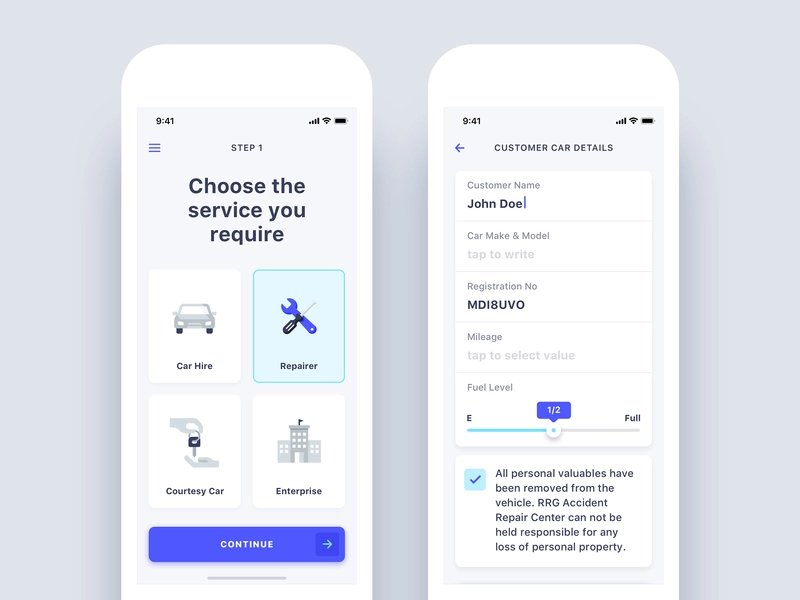 9:41
STEP 1
Choose the
service you
require
Car Hire
Repairer
Courtesy Car
Enterprise
CONTINUE
9:41
CUSTOMER CAR DETAILS
Customer Name
John Doe
Car Make & Model
tap to write
Registration No
MDI8UVO
Mileage
tap to select value
Fuel Level
1/2
E
Full
All personal valuables have
been removed from the
vehicle. RRG Accident
Repair Center can not be
held responsible for any
loss of personal property.